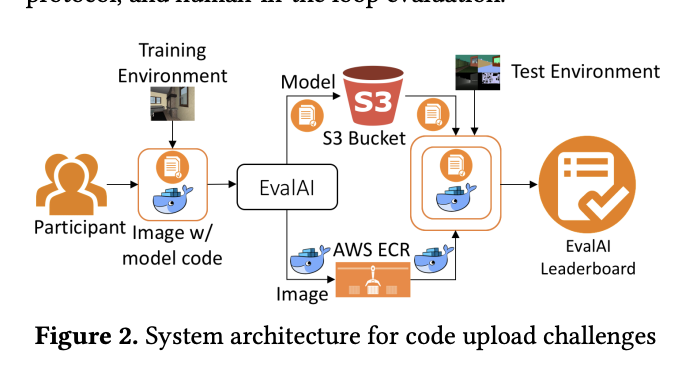 protocol, and human-in-the-loop evaluation.
Training
Environment
Model
S3
S3 Bucket
Test Environment
EvalAI
Participant
Image w/
model code
AWS ECR
Image
EvalAI
Leaderboard
Figure 2. System architecture for code upload challenges